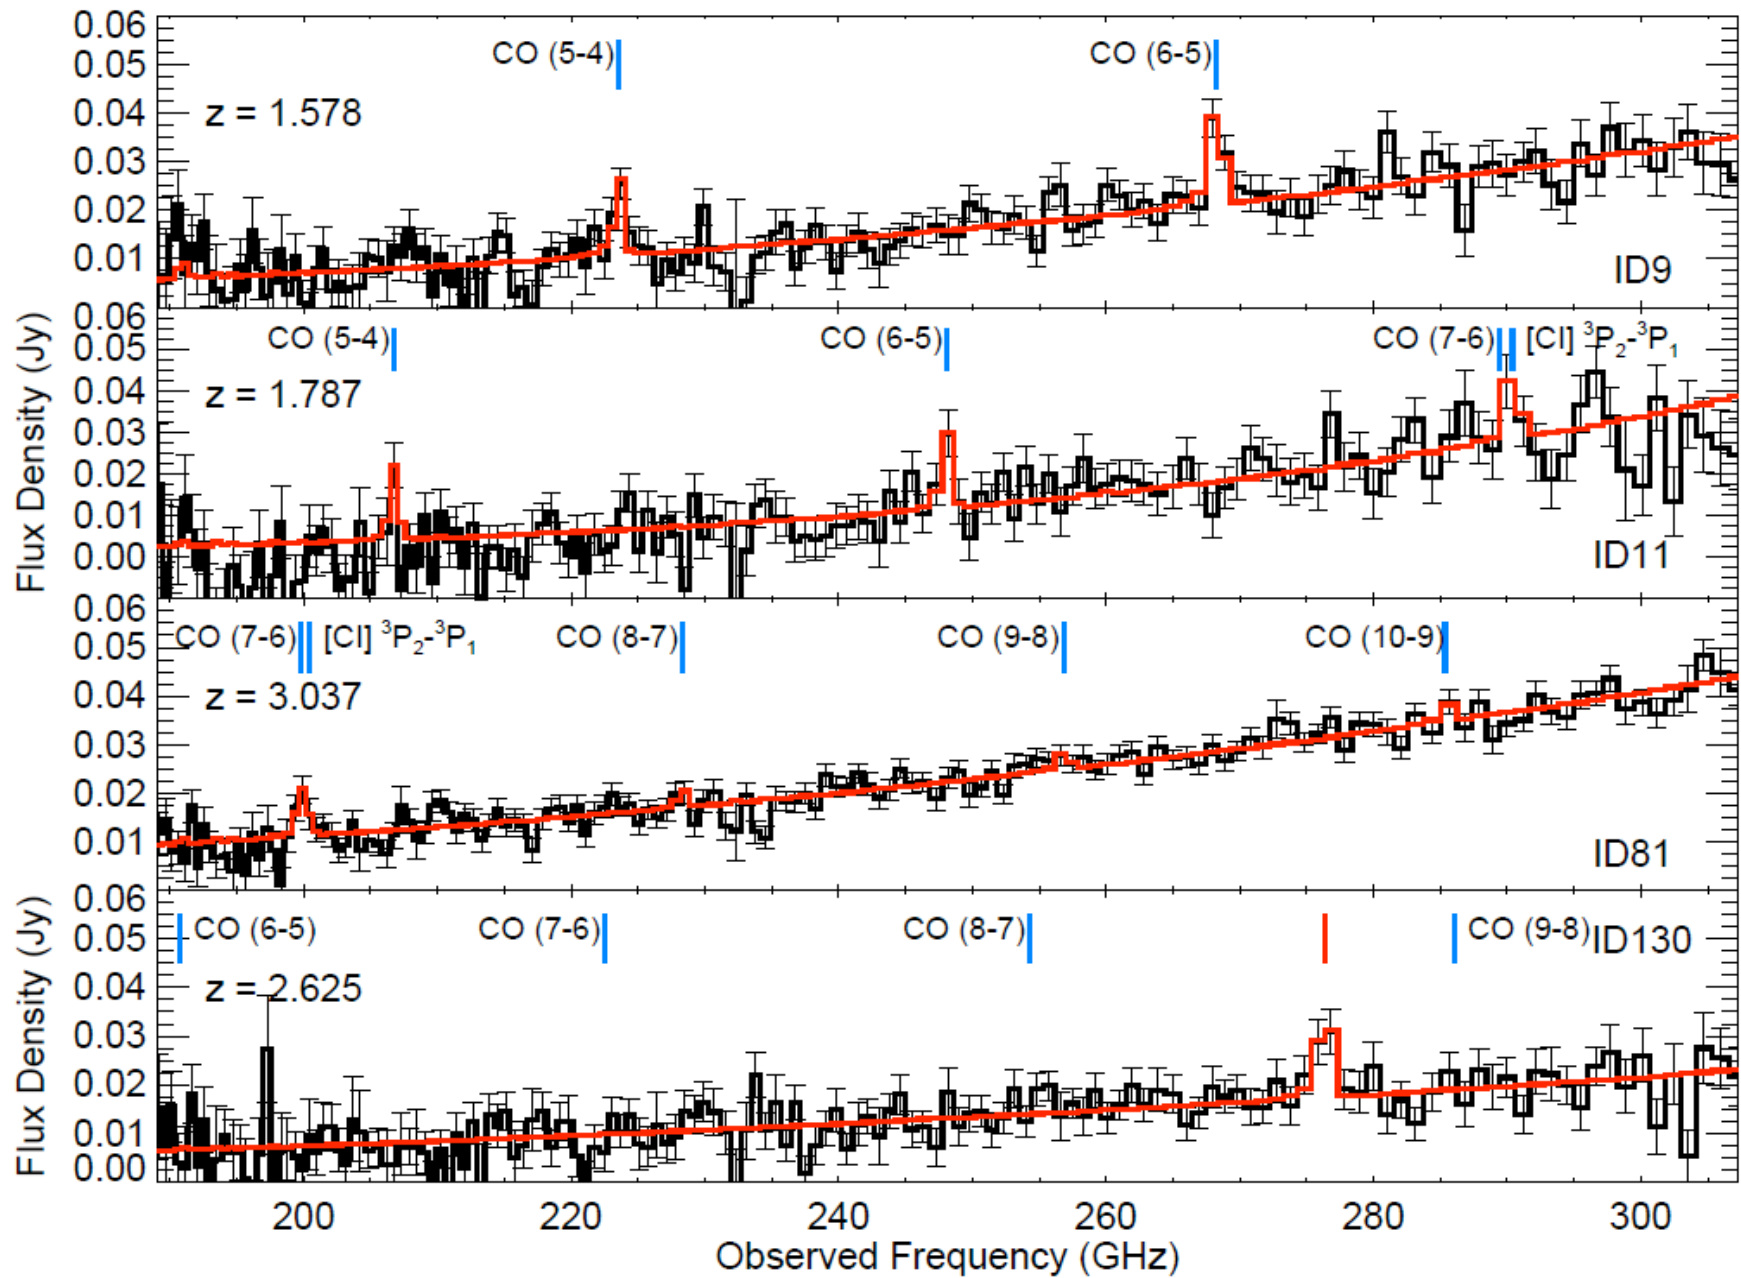 0.06
CO (5-4)
CO (6-5)
0.05
z = 1.578
0.04
0.03
0.02
0.01
ID9
0.06
CO (5-4)
CO (6-5)
CO (7-6)
[CI] ³P₂-³P₁
0.05
z = 1.787
0.04
0.03
0.02
0.01
0.00
ID11
Flux Density (Jy)
0.06
CO (7-6)
[CI] ³P₂-³P₁
CO (8-7)
CO (9-8)
CO (10-9)
0.05
z = 3.037
0.04
0.03
0.02
0.01
ID81
0.06
CO (6-5)
CO (7-6)
CO (8-7)
CO (9-8)
ID130
0.05
z = 2.625
0.04
0.03
0.02
0.01
0.00
Flux Density (Jy)
200 220 240 260 280 300
Observed Frequency (GHz)